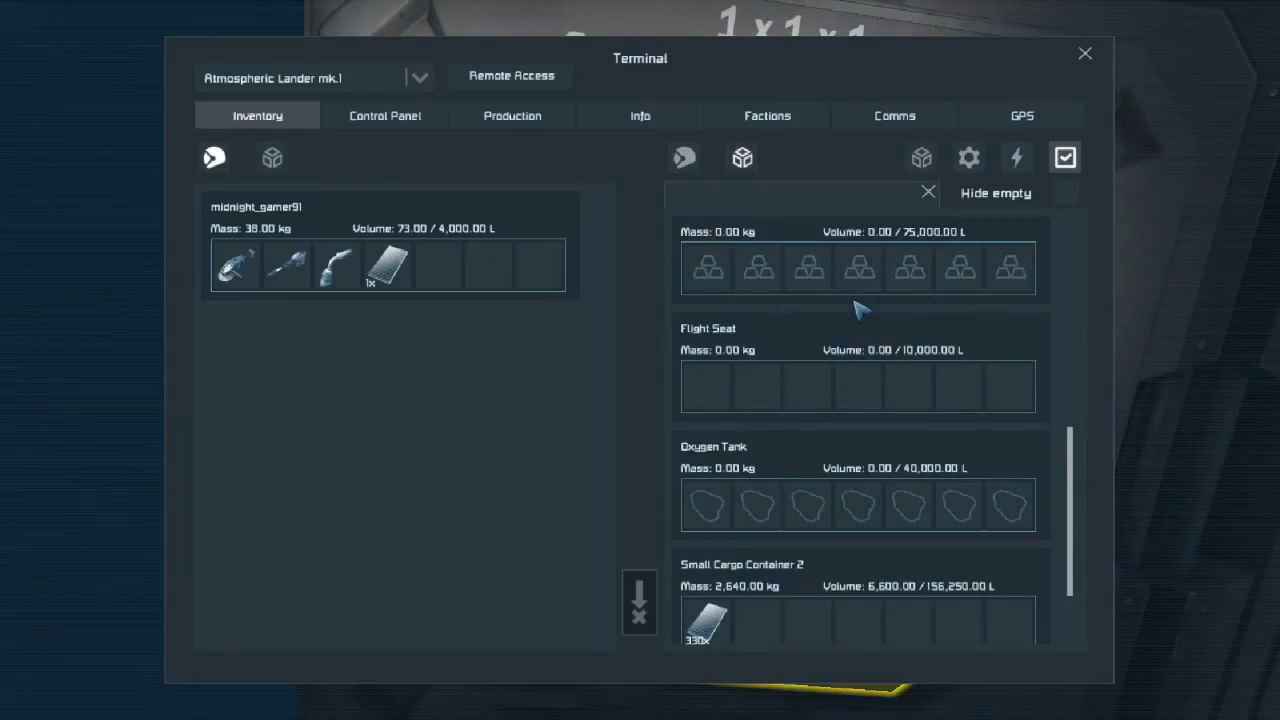 1x1x1
Terminal
Atmospheric Lander mk.1
Remote Access
Inventory
Control Panel
Production
Info
Factions
Comms
GPS
Hide empty
midnight_gamer91
Mass: 38.00 kg
Volume: 73.00 / 4,000.00 L
1x
Mass: 0.00 kg
Volume: 0.00 / 75,000.00 L
Flight Seat
Mass: 0.00 kg
Volume: 0.00 / 10,000.00 L
Oxygen Tank
Mass: 0.00 kg
Volume: 0.00 / 40,000.00 L
Small Cargo Container 2
Mass: 2,640.00 kg
Volume: 6,600.00 / 156,250.00 L
330x